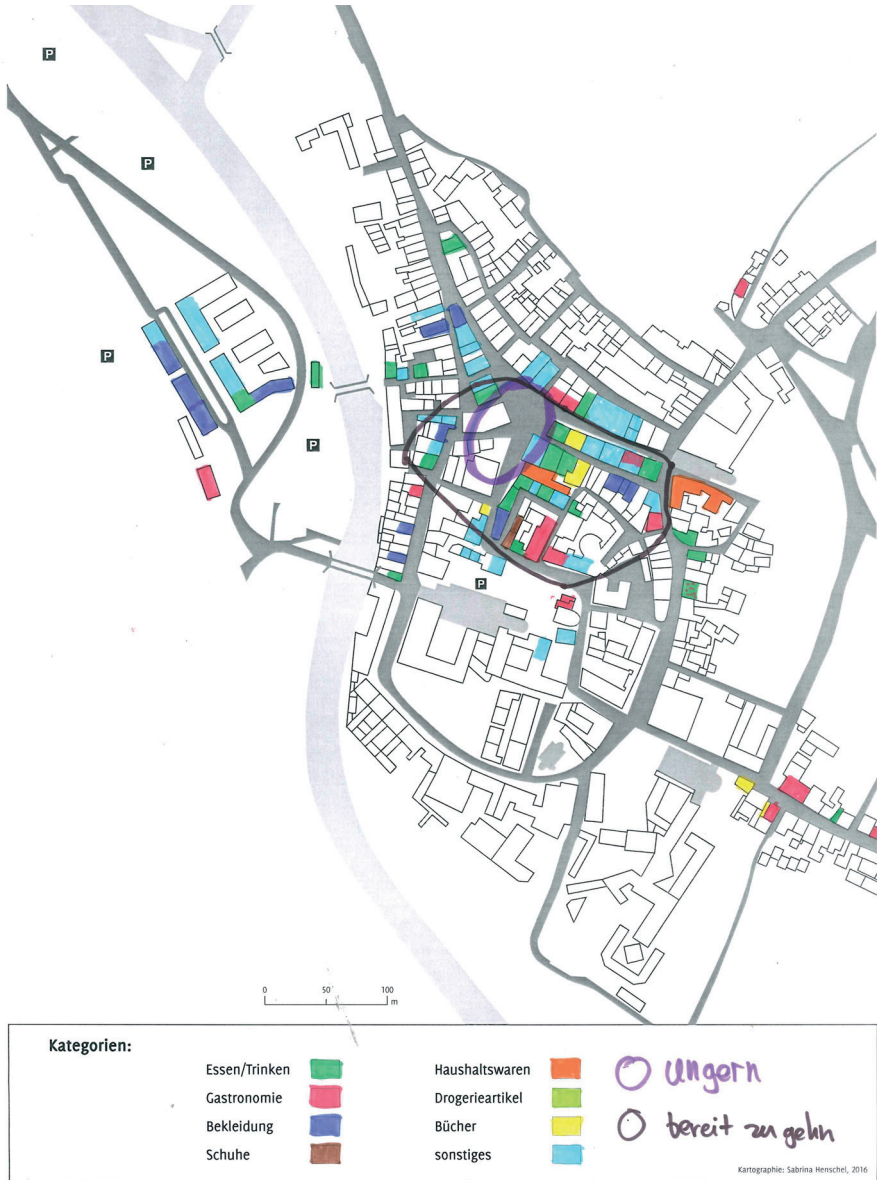 P
P
P
P
P
0 50 100
m
Kategorien:
Essen/Trinken
Gastronomie
Bekleidung
Schuhe
Haushaltswaren
Drogerieartikel
Bücher
sonstiges
ungern
bereit zu gehn
Kartographie: Sabrina Henschel, 2016